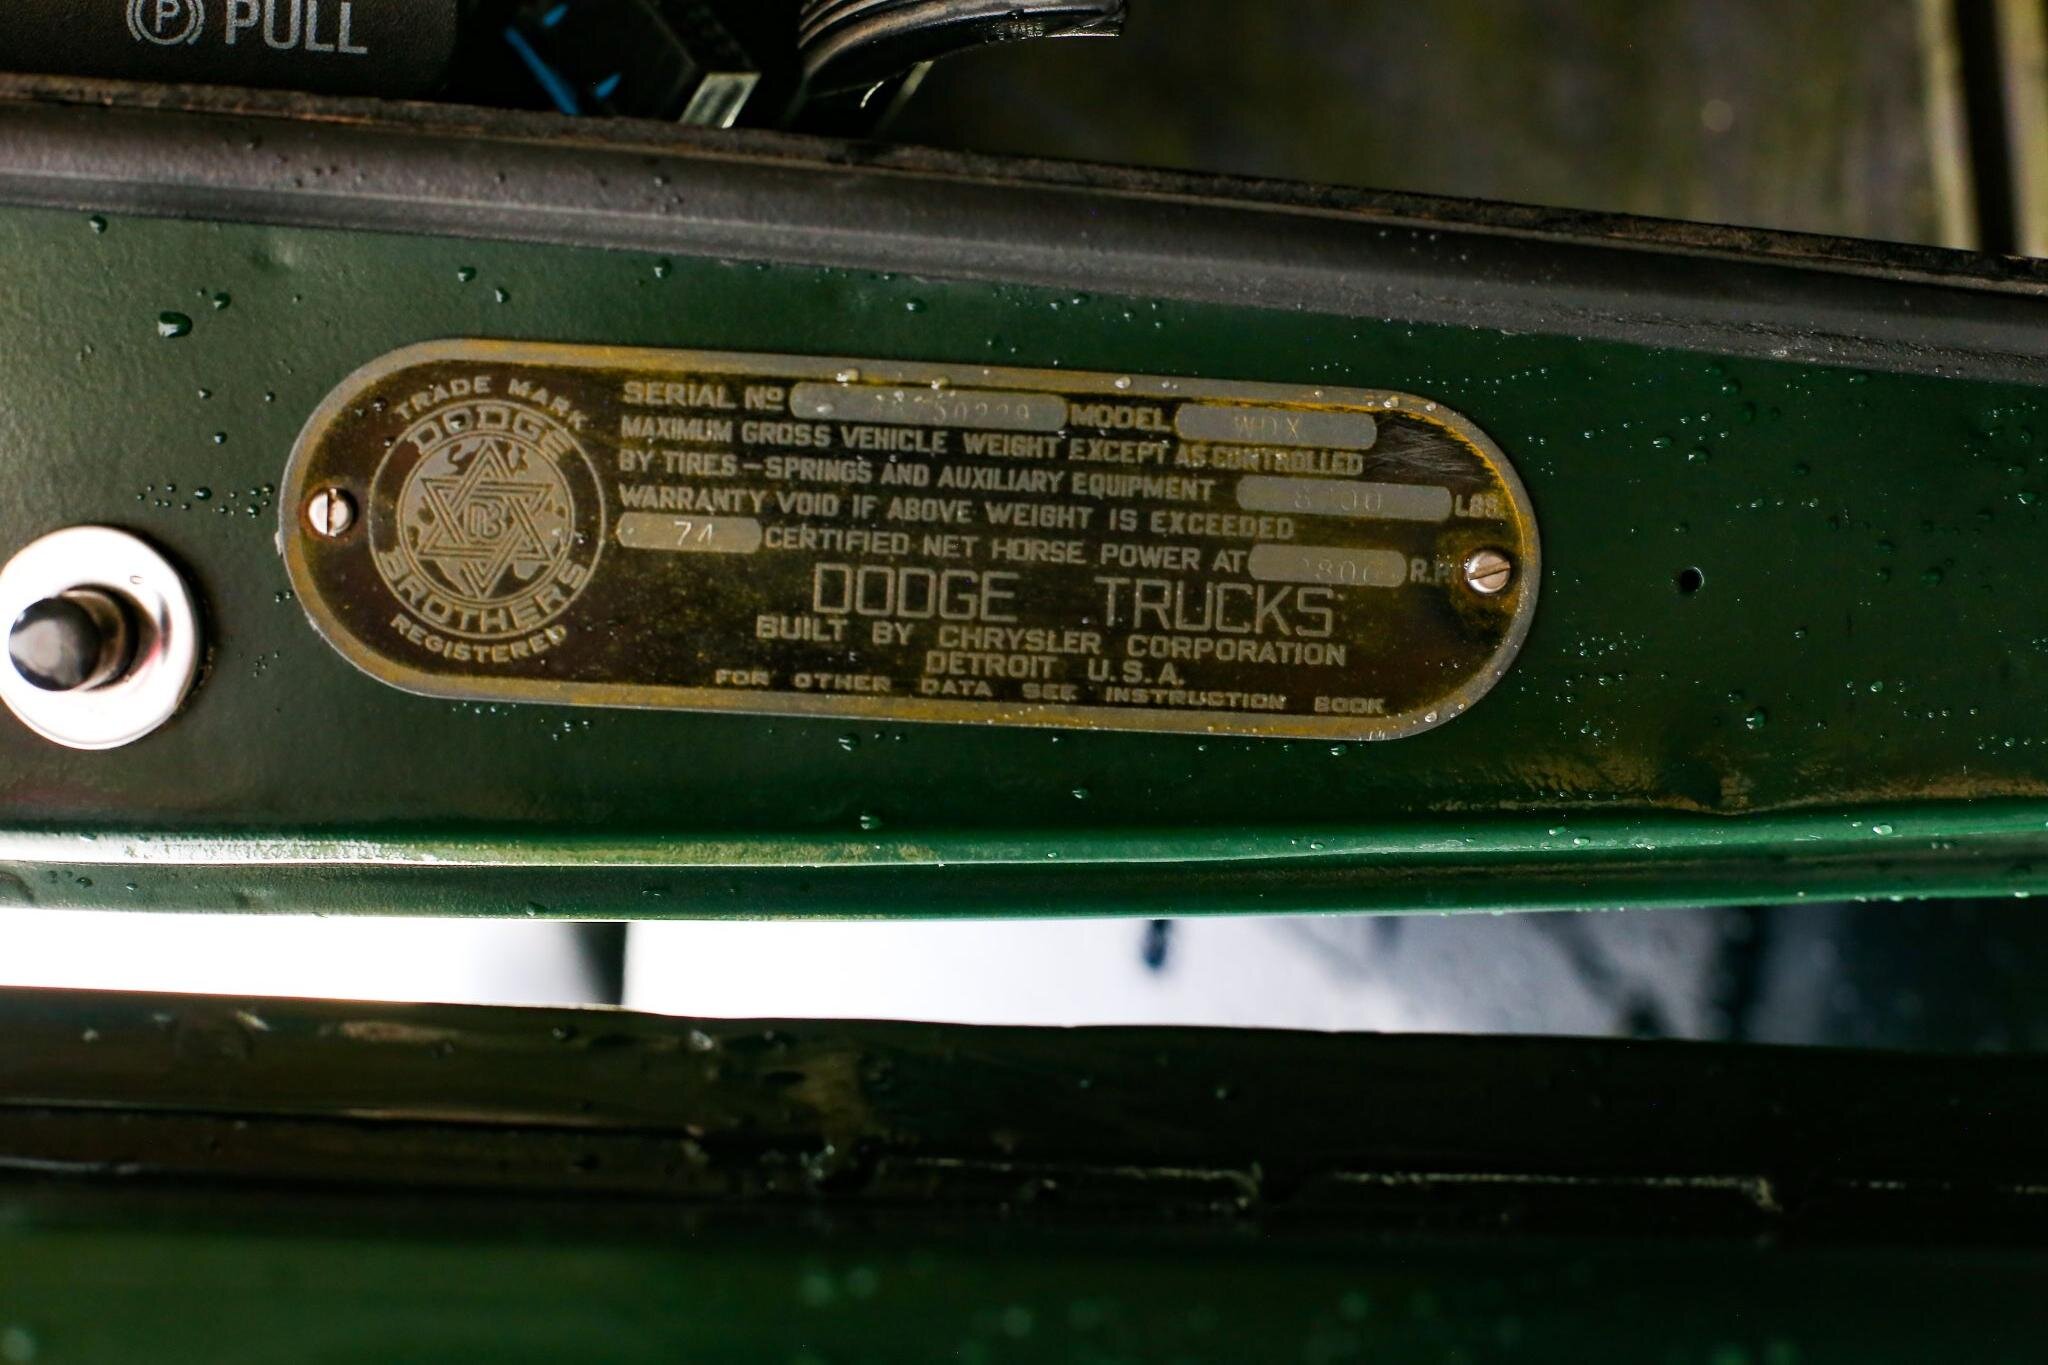 PULL
TRADE MARK
DODGE
DB
BROTHERS
REGISTERED
SERIAL No MODEL WDX
MAXIMUM GROSS VEHICLE WEIGHT EXCEPT AS CONTROLLED
BY TIRES-SPRINGS AND AUXILIARY EQUIPMENT LBS.
WARRANTY VOID IF ABOVE WEIGHT IS EXCEEDED
74 CERTIFIED NET HORSE POWER AT
DODGE TRUCKS
BUILT BY CHRYSLER CORPORATION
DETROIT U.S.A.
FOR OTHER DATA SEE INSTRUCTION BOOK